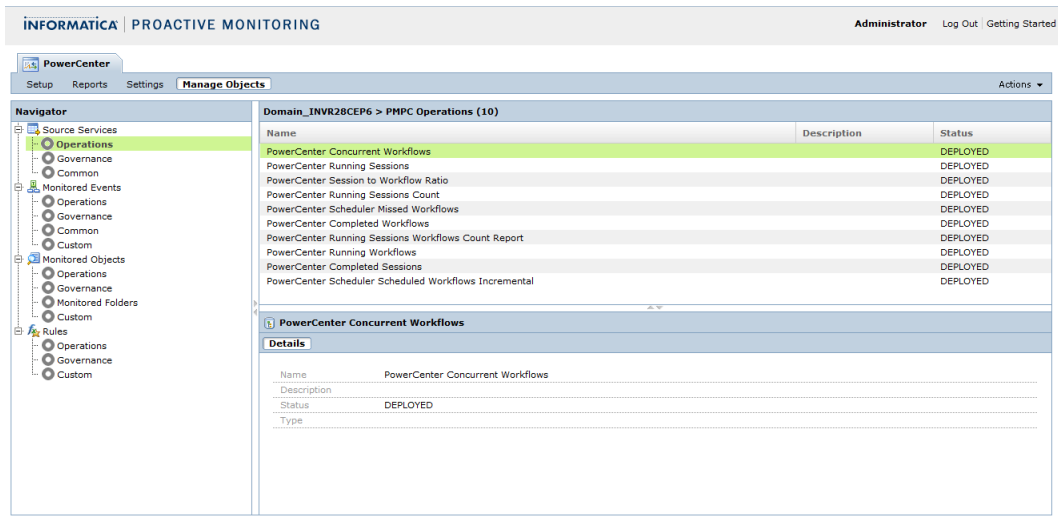 INFORMATICA PROACTIVE MONITORING
Administrator Log Out Getting Started
PowerCenter
Setup Reports Settings Manage Objects Actions
Navigator
Source Services
Operations
Governance
Common
Monitored Events
Operations
Governance
Common
Custom
Monitored Objects
Operations
Governance
Monitored Folders
Custom
Rules
Operations
Governance
Custom
Domain_INVR28CEP6 > PMPC Operations (10)
Name Description Status
PowerCenter Concurrent Workflows DEPLOYED
PowerCenter Running Sessions DEPLOYED
PowerCenter Session to Workflow Ratio DEPLOYED
PowerCenter Running Sessions Count DEPLOYED
PowerCenter Scheduler Missed Workflows DEPLOYED
PowerCenter Completed Workflows DEPLOYED
PowerCenter Running Sessions Workflows Count Report DEPLOYED
PowerCenter Running Workflows DEPLOYED
PowerCenter Completed Sessions DEPLOYED
PowerCenter Scheduler Scheduled Workflows Incremental DEPLOYED
PowerCenter Concurrent Workflows
Details
Name PowerCenter Concurrent Workflows
Description
Status DEPLOYED
Type